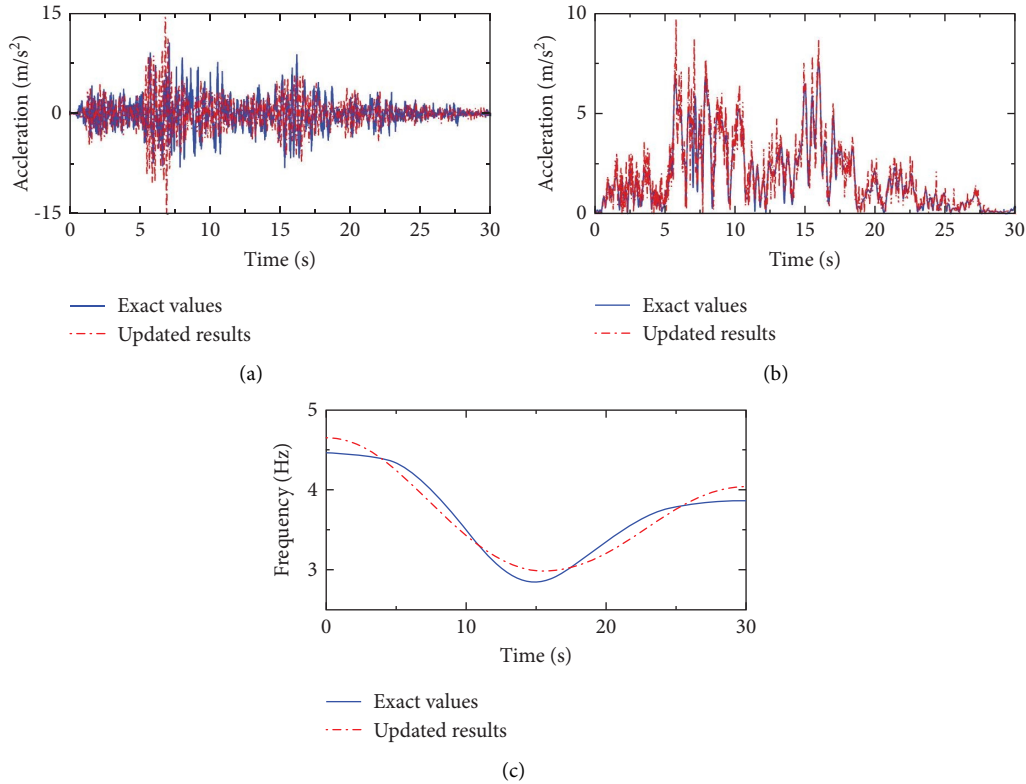 15
0
-15
Accleration (m/s²)
0 5 10 15 20 25 30
Time (s)
Exact values
Updated results
(a)
10
5
0
Accleration (m/s²)
0 5 10 15 20 25 30
Time (s)
Exact values
Updated results
(b)
5
4
3
Frequency (Hz)
0 10 20 30
Time (s)
Exact values
Updated results
(c)